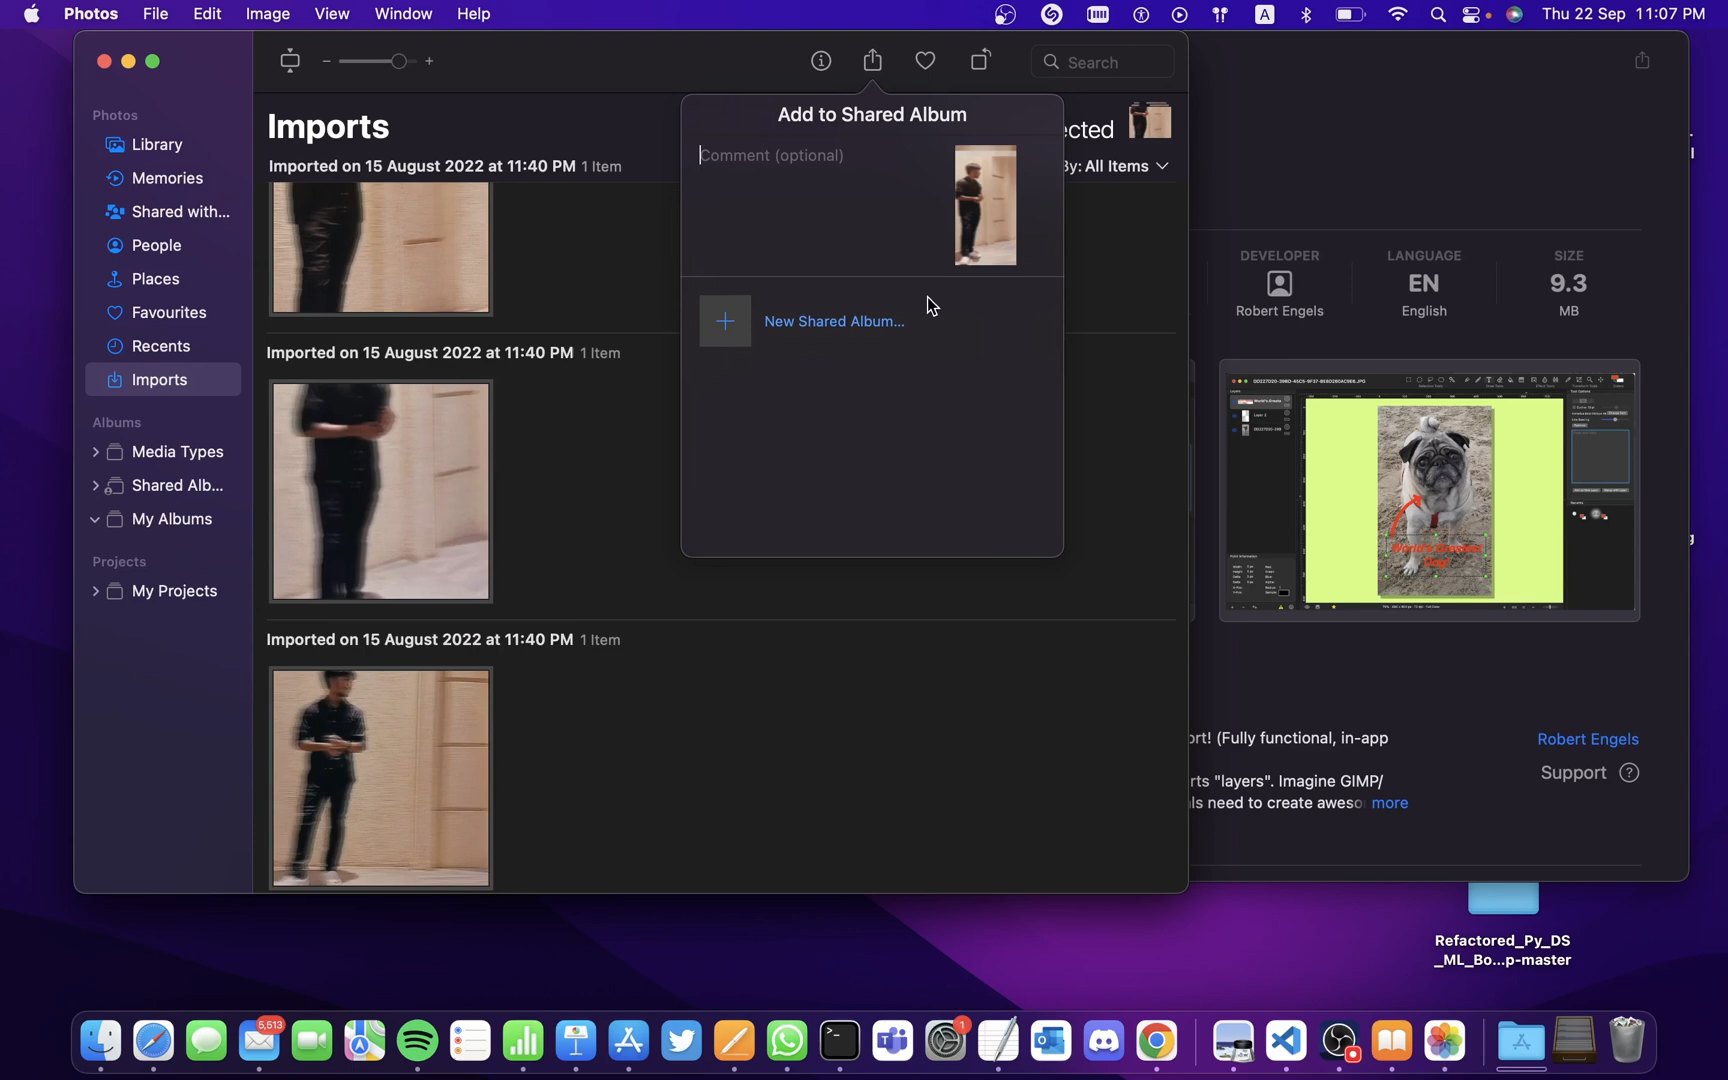 Photos File Edit Image View Window Help
A
Thu 22 Sep 11:07 PM
Search
Photos
Library
Memories
Shared with...
People
Places
Favourites
Recents
Imports
Albums
Media Types
Shared Alb...
My Albums
Projects
My Projects
Imports
Imported on 15 August 2022 at 11:40 PM 1 Item
Imported on 15 August 2022 at 11:40 PM 1 Item
Imported on 15 August 2022 at 11:40 PM 1 Item
ected
By: All Items
Add to Shared Album
Comment (optional)
New Shared Album...
DEVELOPER
Robert Engels
LANGUAGE
EN
English
SIZE
9.3
MB
World's Greatest
Dog!
ort! (Fully functional, in-app
rts "layers". Imagine GIMP/
ls need to create aweso more
Robert Engels
Support ?
Refactored_Py_DS
_ML_Bo...p-master
5,513
1